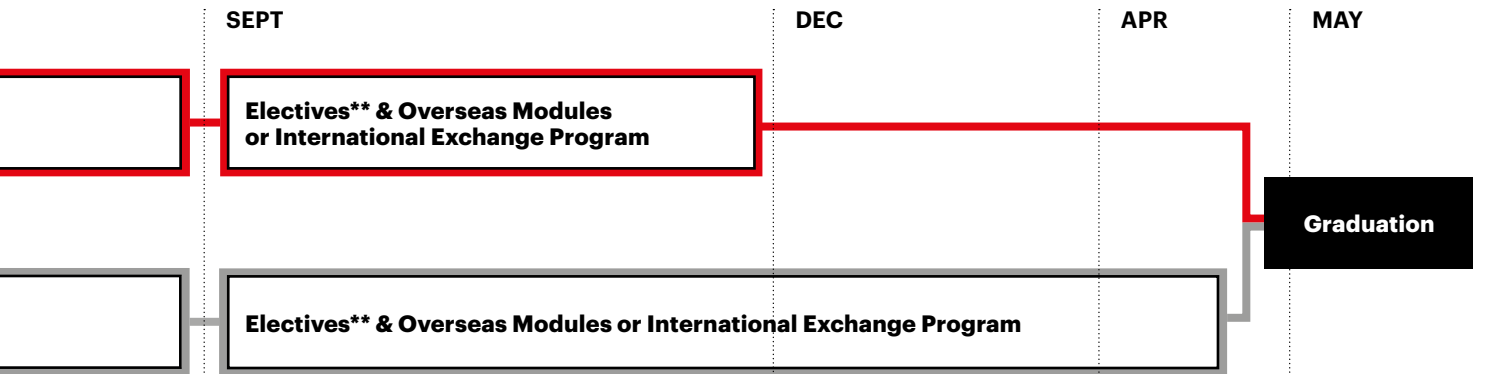 SEPT
DEC
APR
MAY
Electives** & Overseas Modules
or International Exchange Program
Graduation
Electives** & Overseas Modules or International Exchange Program